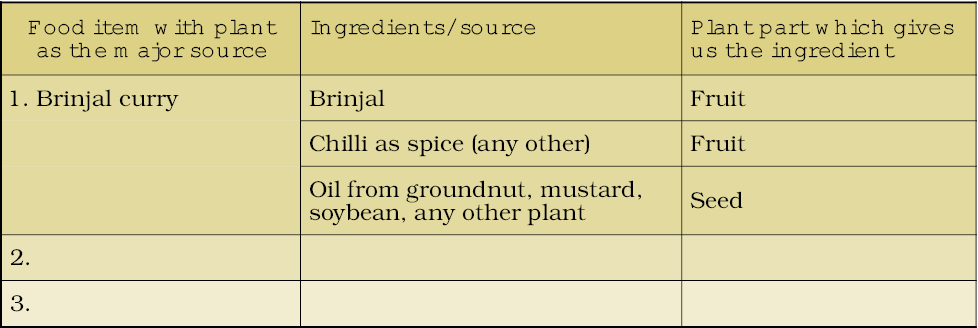 Food item with plant
as the major source
Ingredients/source
Plant part which gives
us the ingredient
1. Brinjal curry
Brinjal
Fruit
Chilli as spice (any other)
Fruit
Oil from groundnut, mustard,
soybean, any other plant
Seed
2.
3.